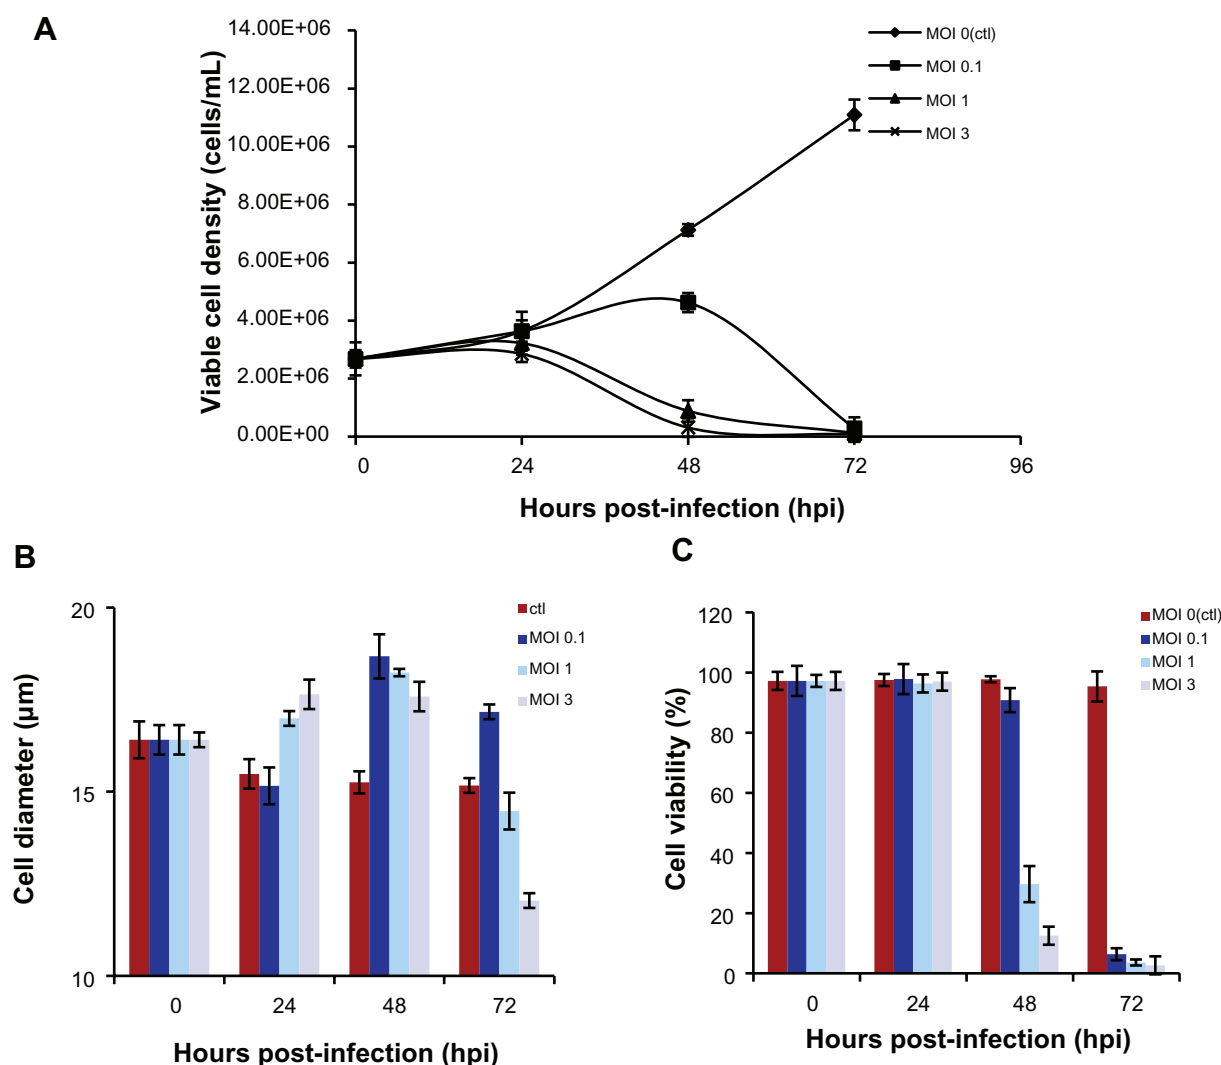 A
Viable cell density (cells/mL)
14.00E+06
12.00E+06
10.00E+06
8.00E+06
6.00E+06
4.00E+06
2.00E+06
0.00E+00
0 24 48 72 96
Hours post-infection (hpi)
MOI 0(ctl)
MOI 0.1
MOI 1
MOI 3
B
Cell diameter (μm)
20
15
10
0 24 48 72
Hours post-infection (hpi)
ctl
MOI 0.1
MOI 1
MOI 3
C
Cell viability (%)
120
100
80
60
40
20
0
0 24 48 72
Hours post-infection (hpi)
MOI 0(ctl)
MOI 0.1
MOI 1
MOI 3